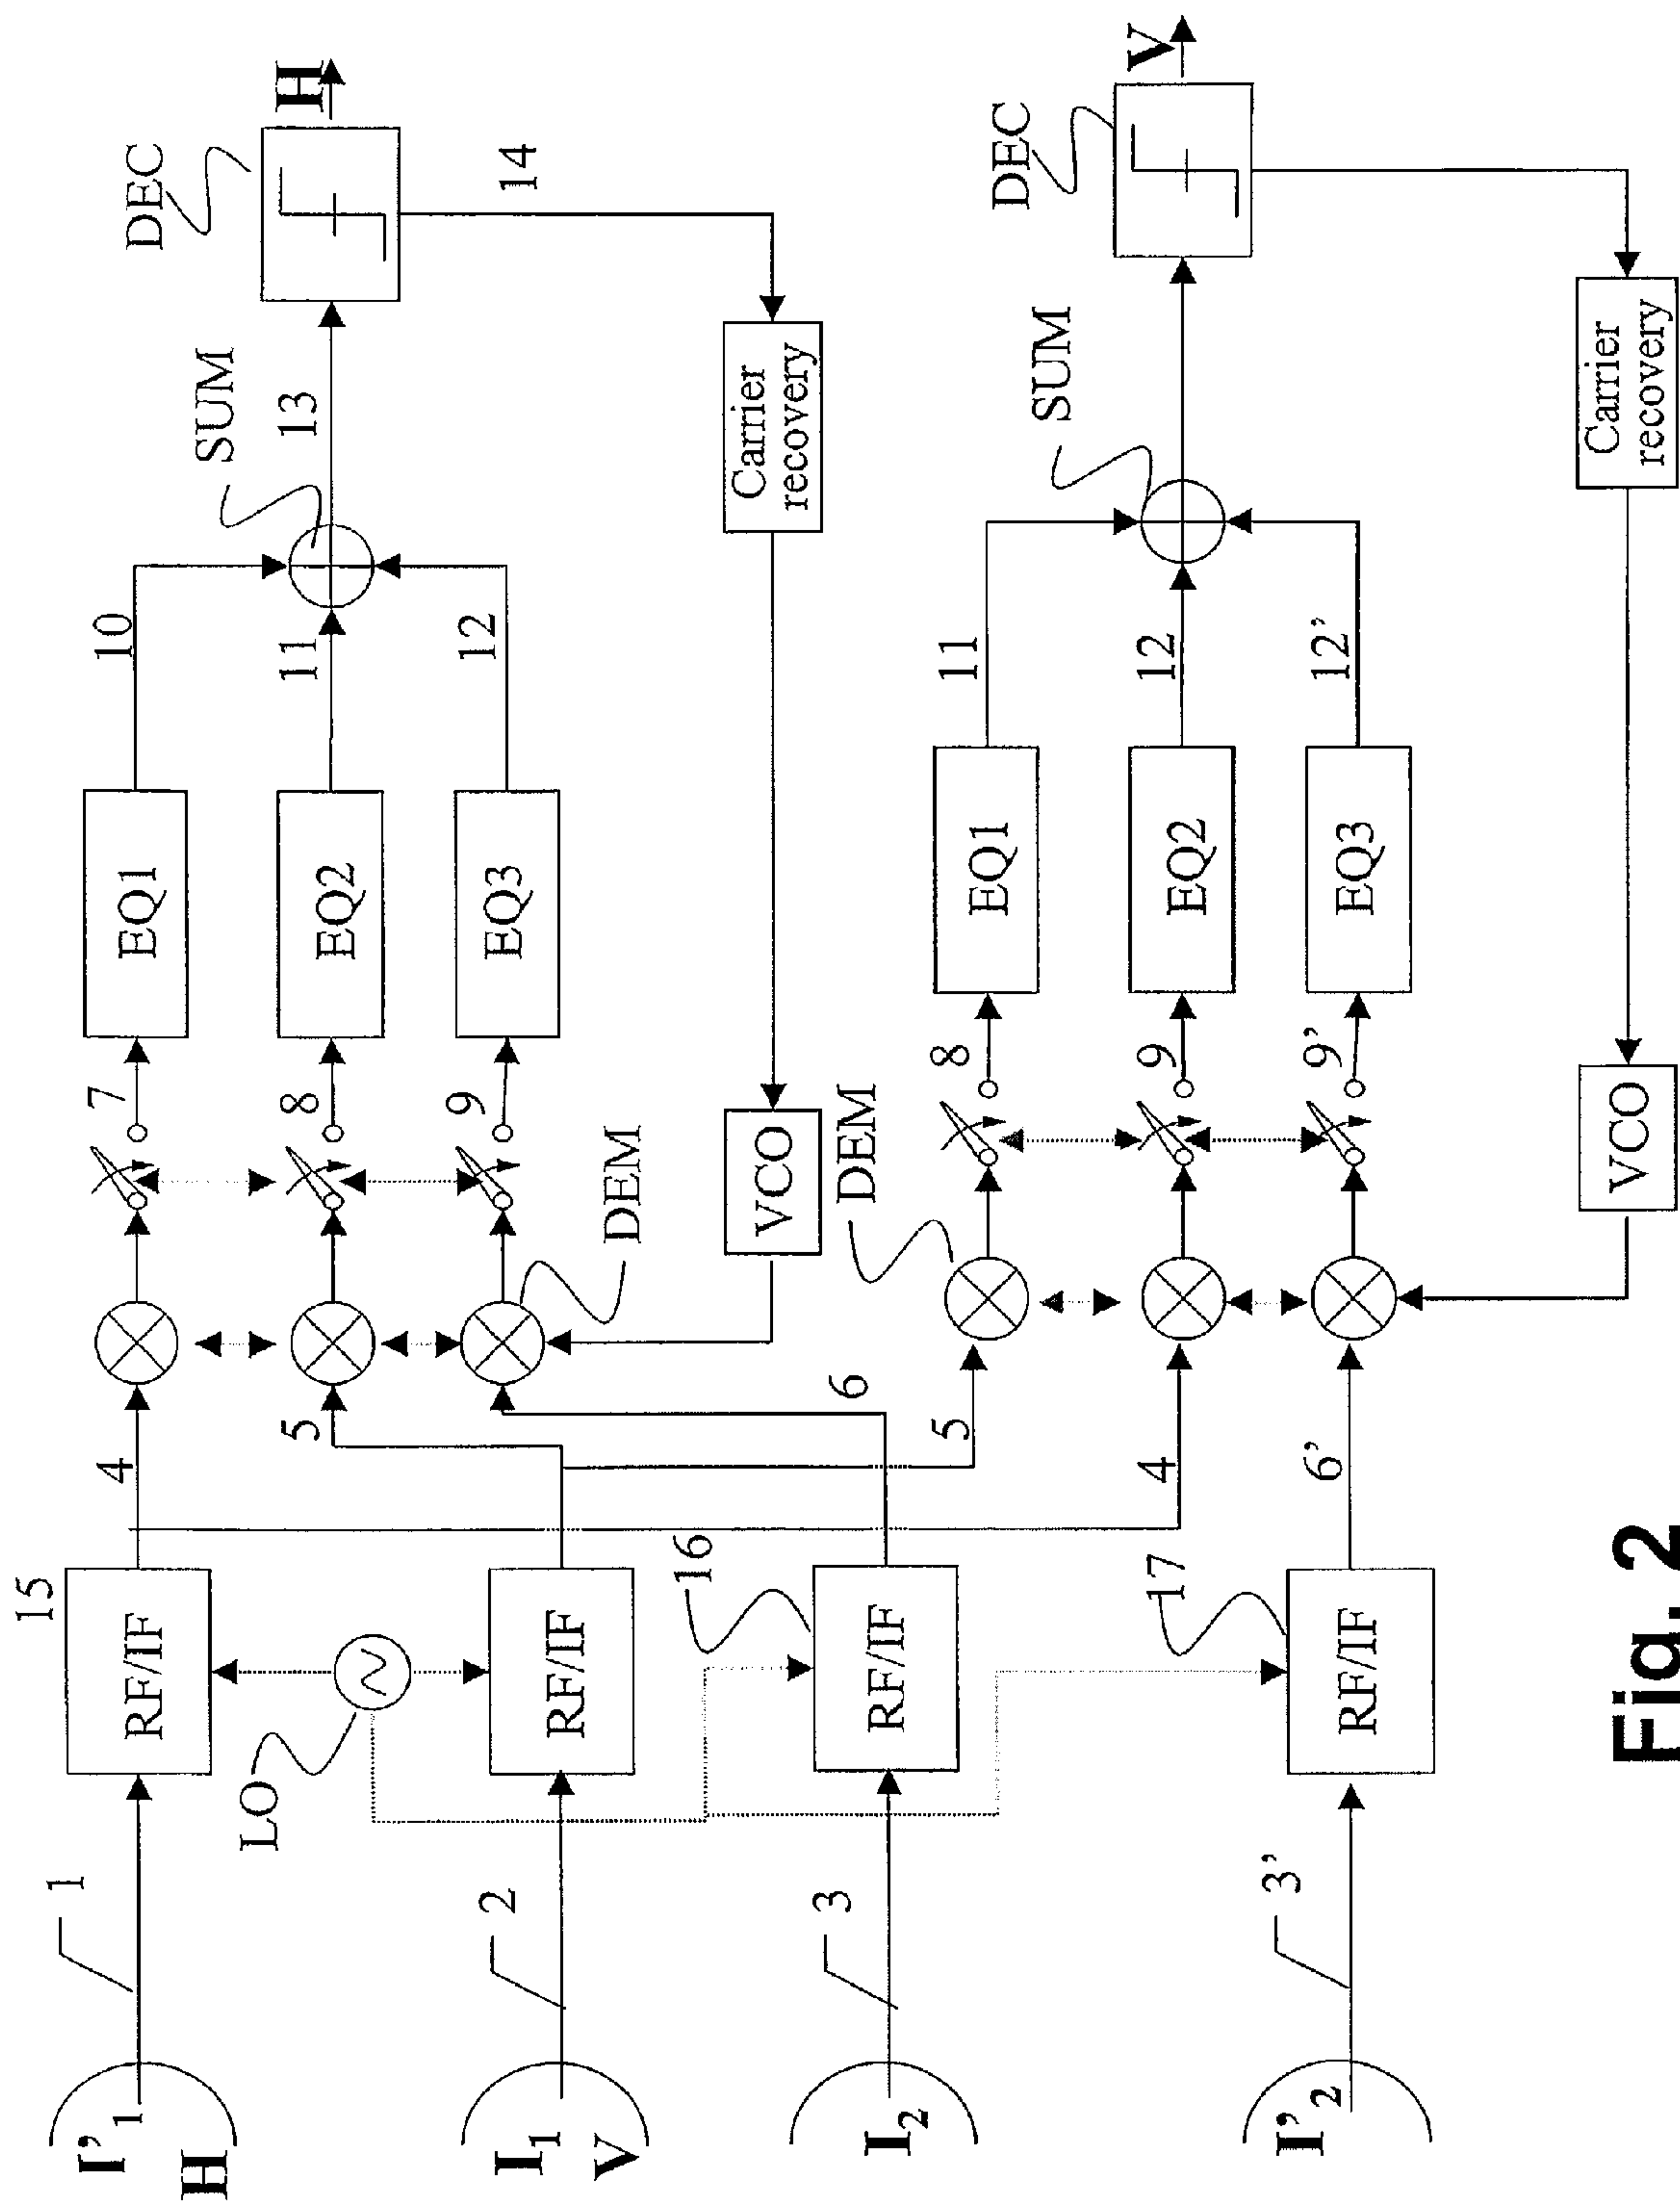 H
DEC
14
SUM
13
10
11
12
Carrier
recovery
EQ1
EQ2
EQ3
7
8
9
DEM
VCO
4
5
6
15
RF/IF
LO
RF/IF
16
RF/IF
17
RF/IF
1
2
3
3’
I’1
H
I1
V
I2
I’2
V
DEC
SUM
11
12
12’
Carrier
recovery
EQ1
EQ2
EQ3
8
9
9’
DEM
VCO
5
4
6’
Fig. 2